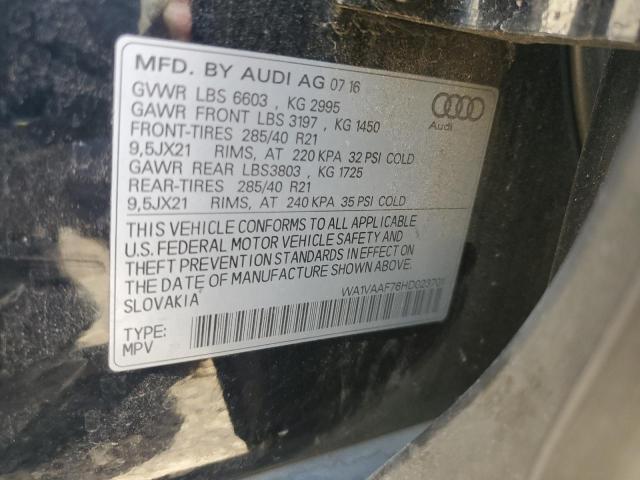 MFD. BY AUDI AG 07 16
GVWR LBS 6603 , KG 2995
GAWR FRONT LBS 3197 , KG 1450
FRONT-TIRES 285/40 R21
9,5JX21 RIMS, AT 220 KPA 32 PSI COLD
GAWR REAR LBS3803 , KG 1725
REAR-TIRES 285/40 R21
9,5JX21 RIMS, AT 240 KPA 35 PSI COLD
Audi
THIS VEHICLE CONFORMS TO ALL APPLICABLE
U.S. FEDERAL MOTOR VEHICLE SAFETY AND
THEFT PREVENTION STANDARDS IN EFFECT ON
THE DATE OF MANUFACTURE SHOWN ABOVE.
SLOVAKIA
TYPE:
MPV